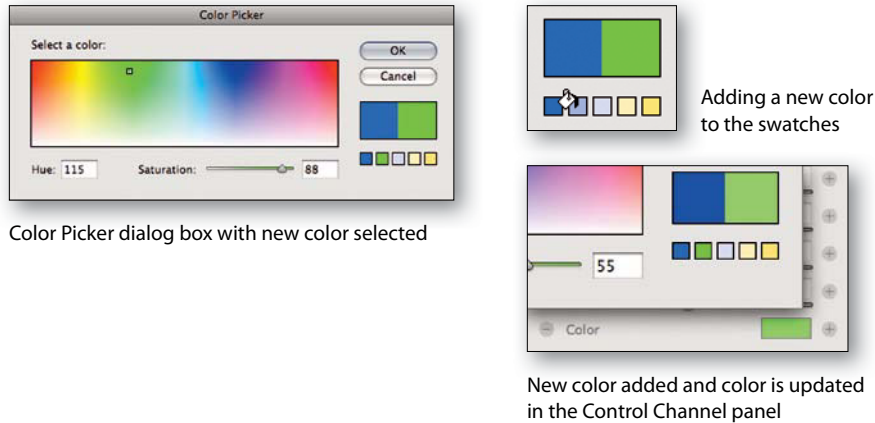 Color Picker
Select a color:
OK
Cancel
Hue: 115 Saturation: 88
Color Picker dialog box with new color selected
Adding a new color
to the swatches
55
Color
New color added and color is updated
in the Control Channel panel